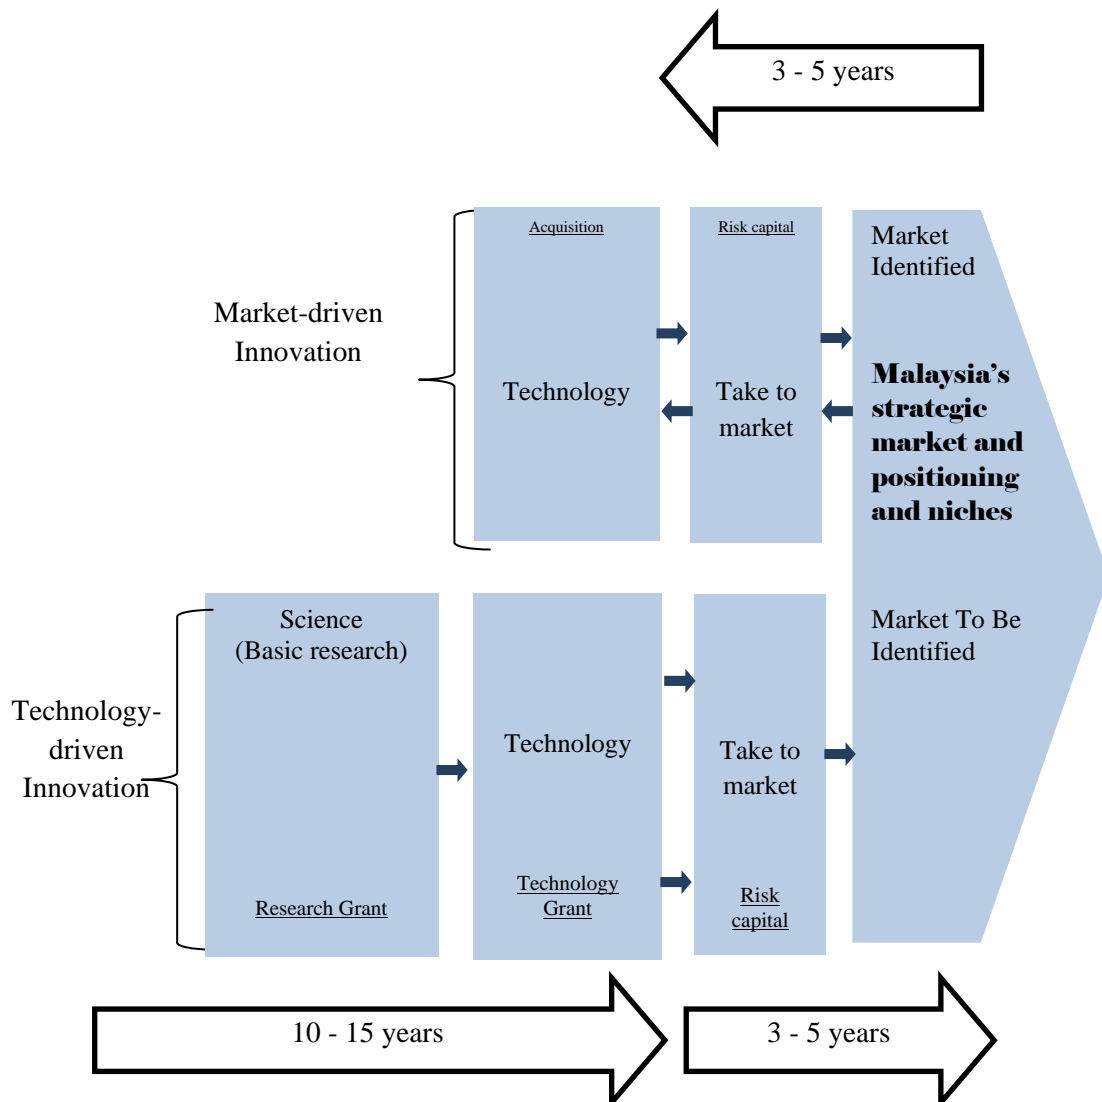 3 - 5 years
Acquisition
Risk capital
Market
Identified
Market-driven
Innovation
Technology
Take to
market
Malaysia’s
strategic
market and
positioning
and niches
Science
(Basic research)
Market To Be
Identified
Technology-
driven
Innovation
Technology
Take to
market
Research Grant
Technology
Grant
Risk
capital
10 - 15 years
3 - 5 years